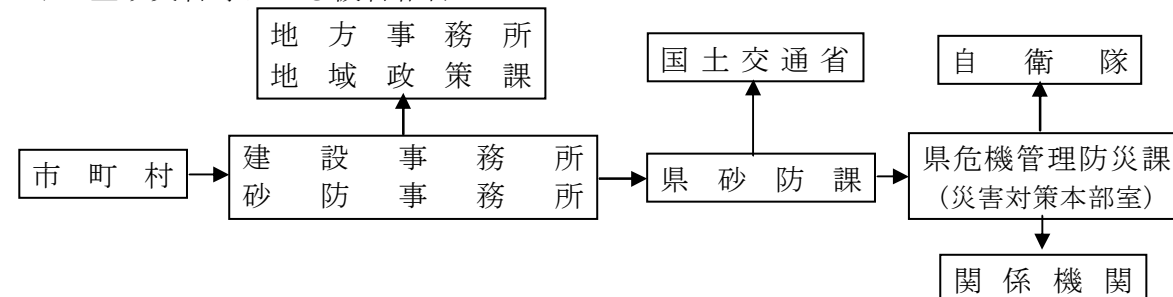 地方事務所
地域政策課
国土交通省
自衛隊
市町村
建設事務所
砂防事務所
県砂防課
県危機管理防災課
（災害対策本部室）
関係機関